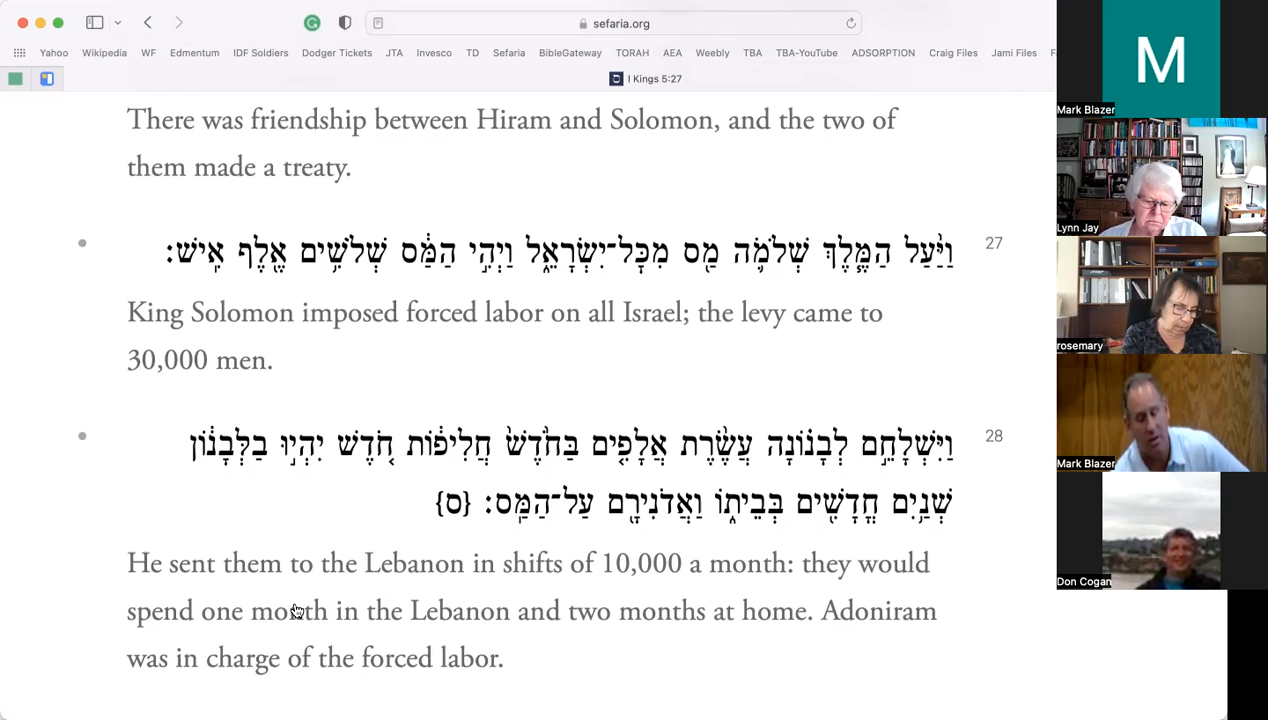 sefaria.org
Yahoo Wikipedia WF Edmentum IDF Soldiers Dodger Tickets JTA Invesco TD Sefaria BibleGateway TORAH AEA Weebly TBA TBA-YouTube ADSORPTION Craig Files Jami Files
I Kings 5:27
There was friendship between Hiram and Solomon, and the two of
them made a treaty.
27
וַיַּ֨עַל הַמֶּ֧לֶךְ שְׁלֹמֹ֛ה מַ֖ס מִכׇּל־יִשְׂרָאֵ֑ל וַיְהִ֣י הַמַּ֔ס שְׁלֹשִׁ֥ים אֶ֖לֶף אִֽישׁ׃
King Solomon imposed forced labor on all Israel; the levy came to
30,000 men.
28
וַיִּשְׁלָחֵ֣ם לְבָנ֗וֹנָה עֲשֶׂ֨רֶת אֲלָפִ֤ים בַּחֹ֙דֶשׁ֙ חֲלִיפ֔וֹת חֹ֚דֶשׁ יִהְי֣וּ בַלְּבָנ֔וֹן
שְׁנַ֥יִם חֳדָשִׁ֖ים בְּבֵית֑וֹ וַאֲדֹנִירָ֖ם עַל־הַמַּֽס׃ {ס}
He sent them to the Lebanon in shifts of 10,000 a month: they would
spend one month in the Lebanon and two months at home. Adoniram
was in charge of the forced labor.
M
Mark Blazer
Lynn Jay
rosemary
Mark Blazer
Don Cogan